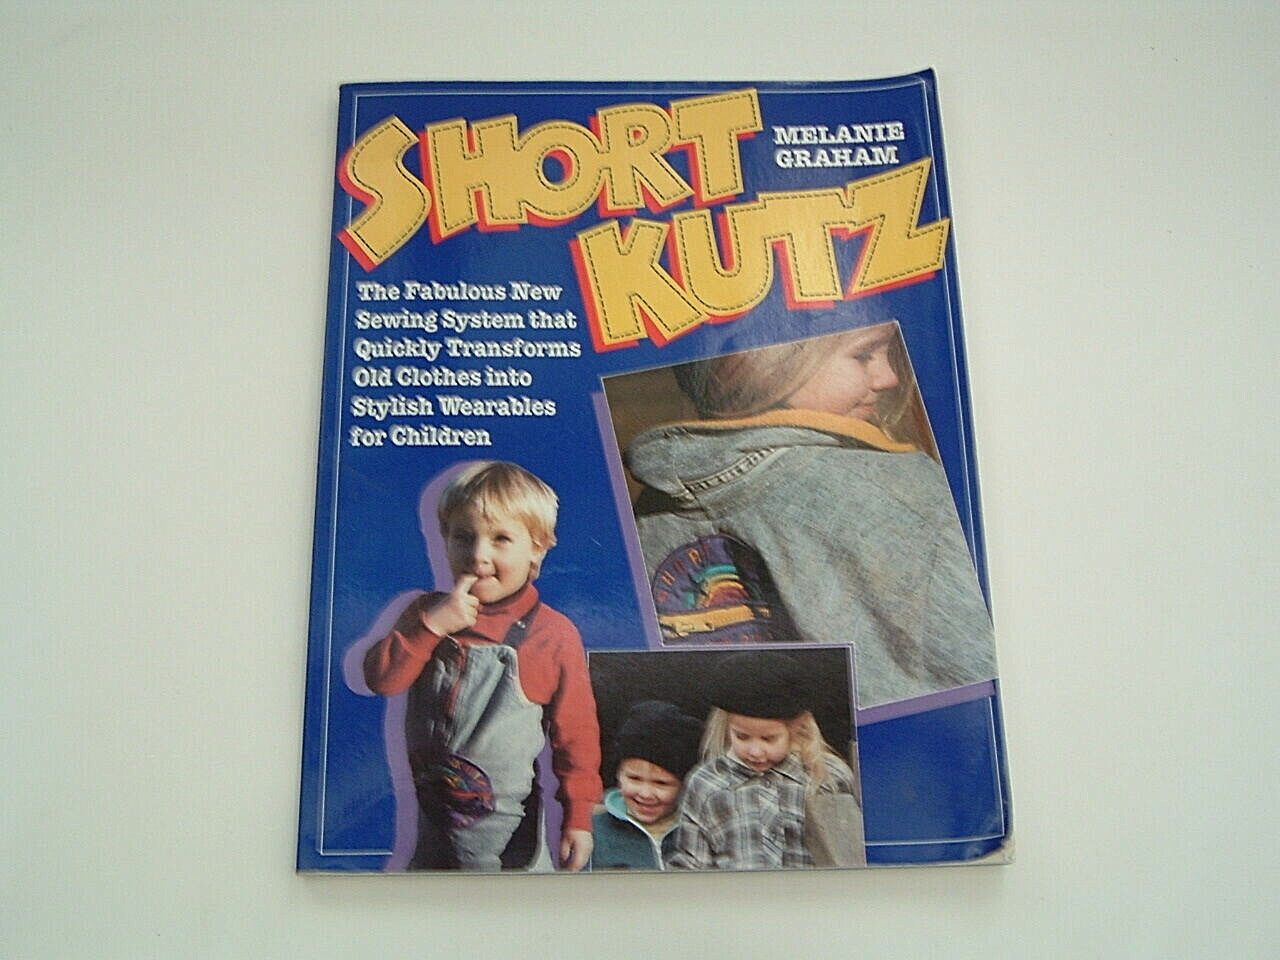 SHORT
KUTZ
MELANIE
GRAHAM
The Fabulous New
Sewing System that
Quickly Transforms
Old Clothes into
Stylish Wearables
for Children
SHORT